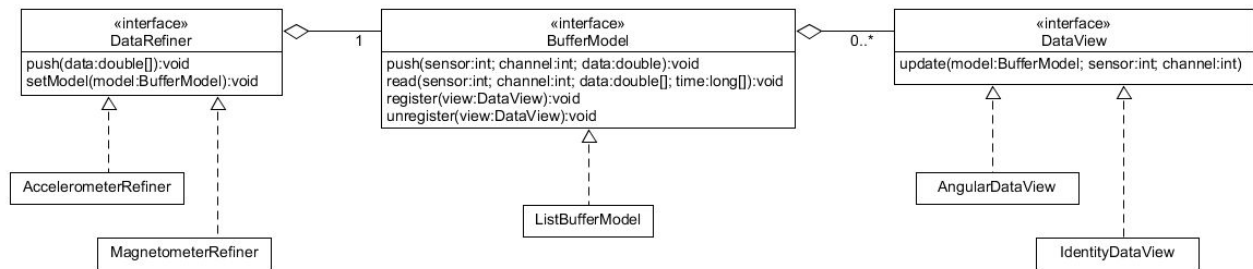 «interface»
DataRefiner
push(data:double[]):void
setModel(model:BufferModel):void
1
«interface»
BufferModel
push(sensor:int; channel:int; data:double):void
read(sensor:int; channel:int; data:double[]; time:long[]):void
register(view:DataView):void
unregister(view:DataView):void
0..*
«interface»
DataView
update(model:BufferModel; sensor:int; channel:int)
AccelerometerRefiner
MagnetometerRefiner
ListBufferModel
AngularDataView
IdentityDataView